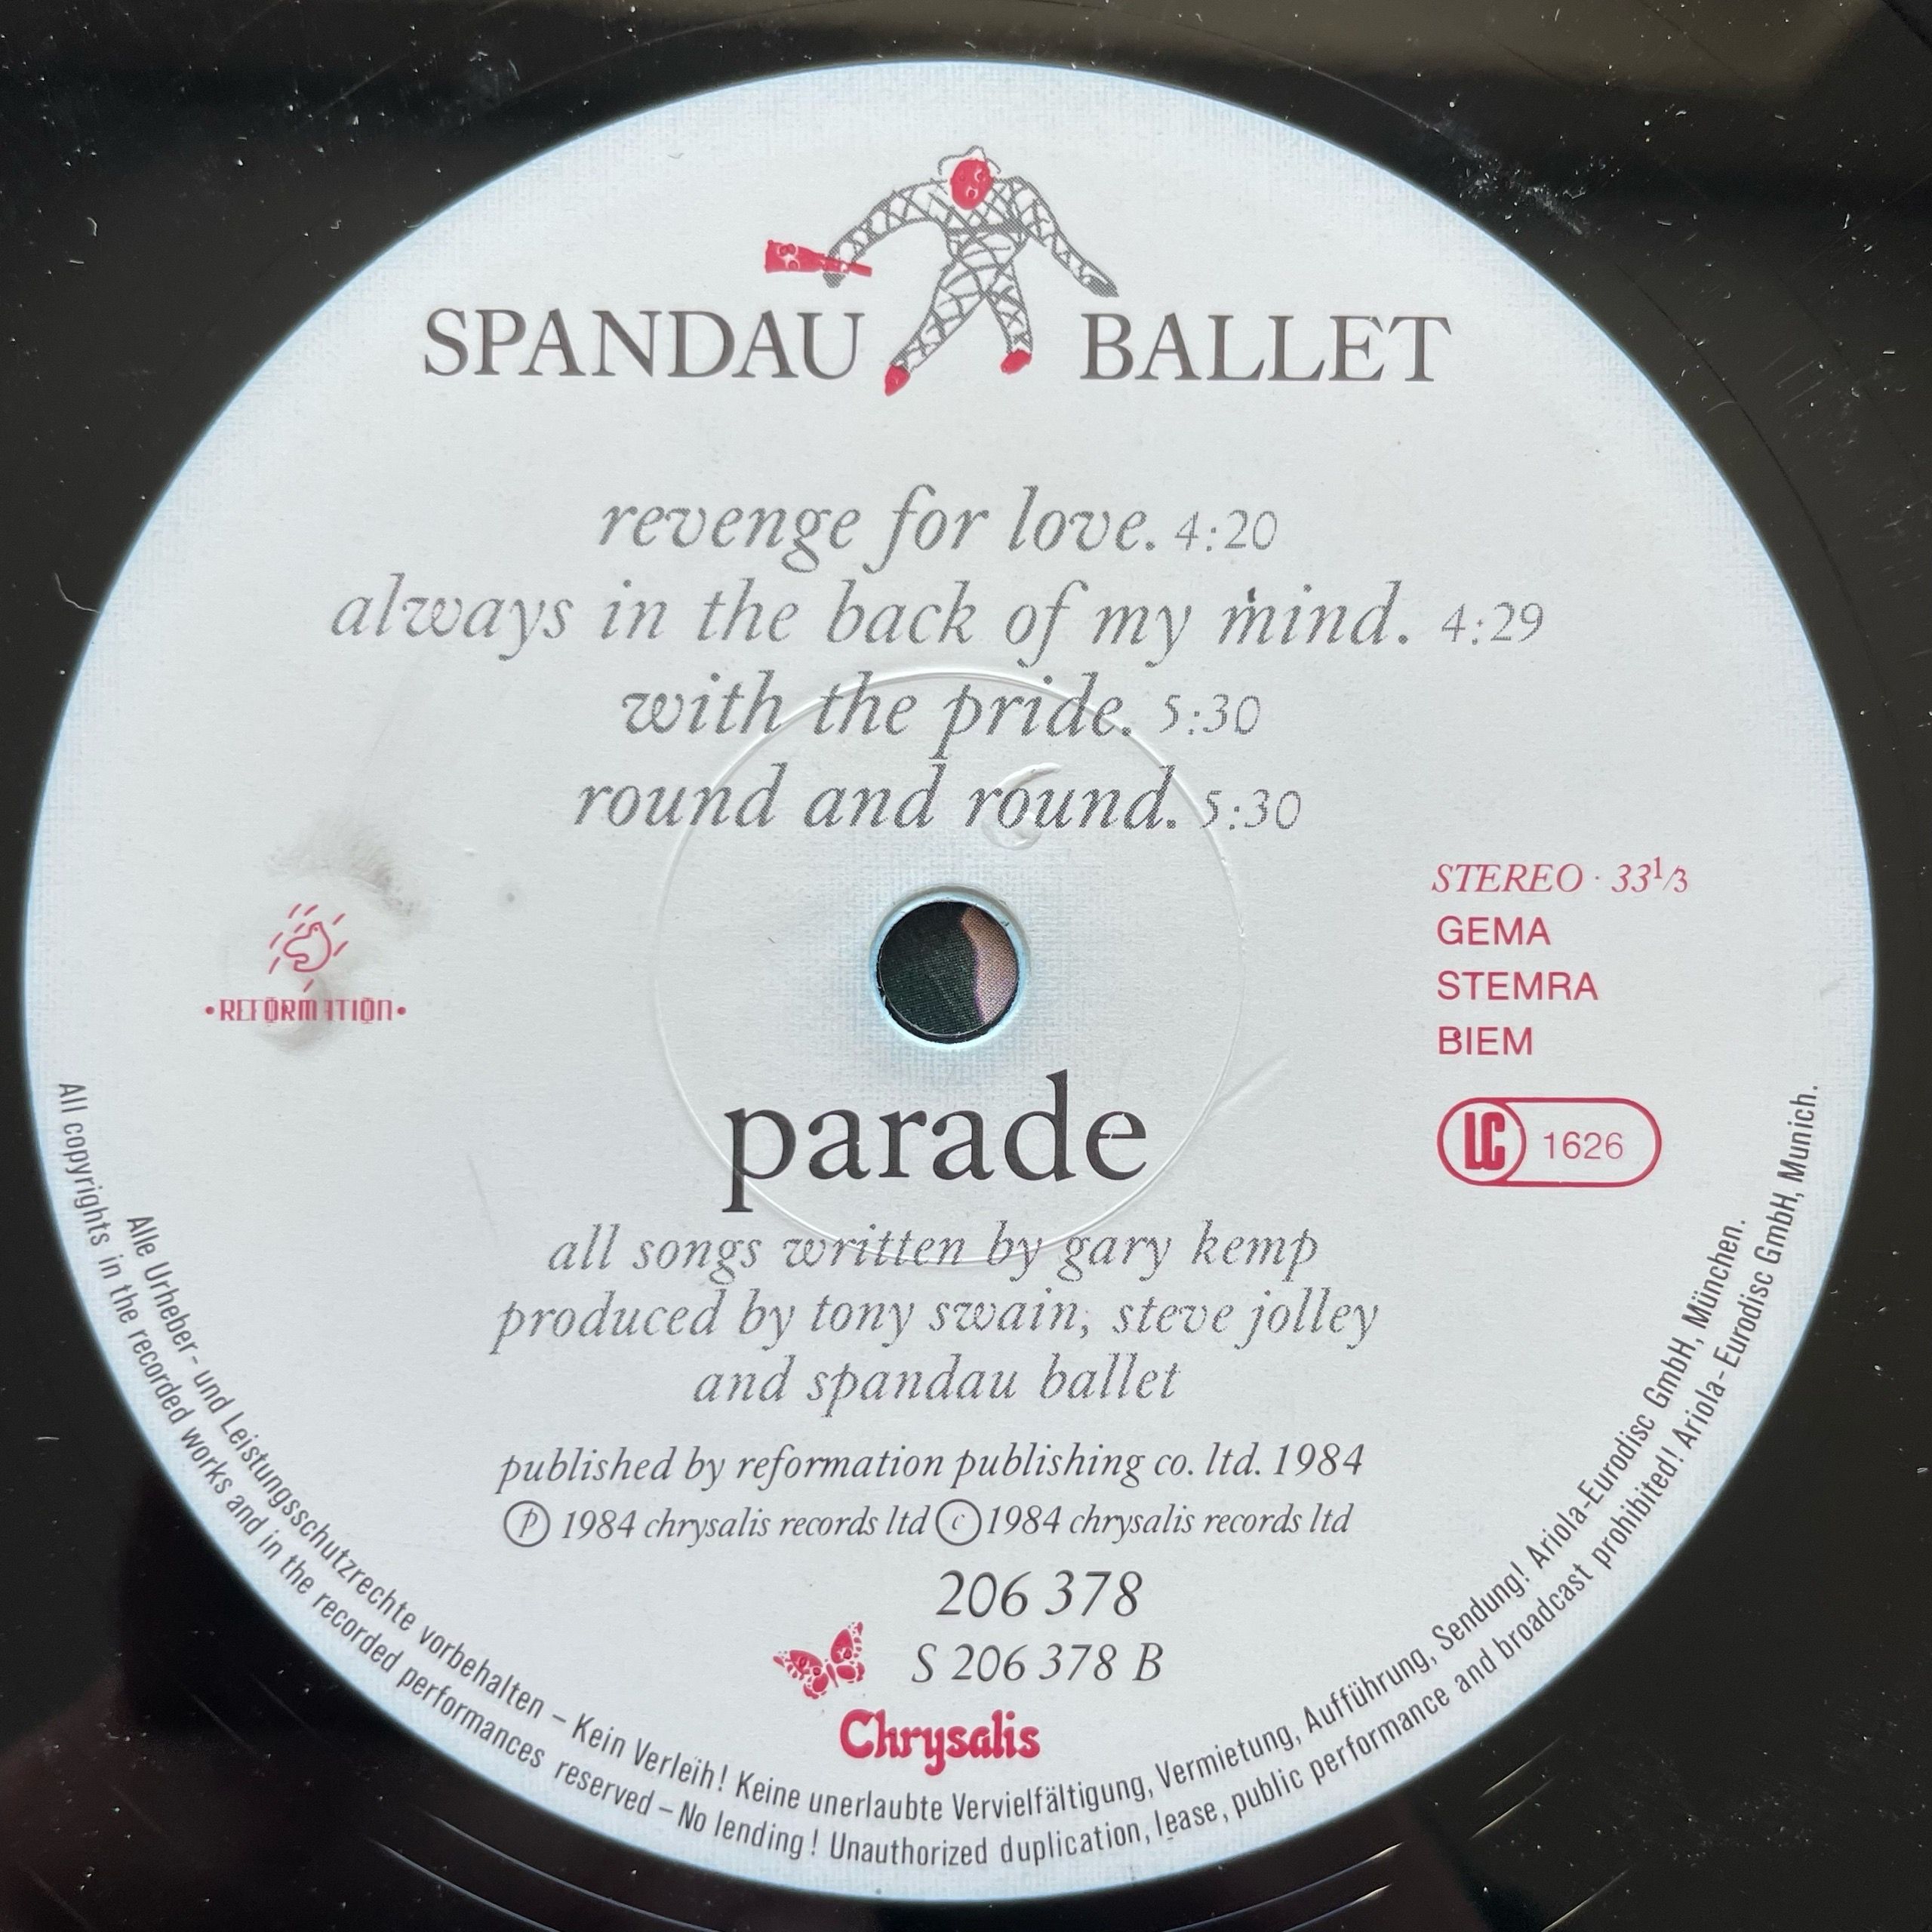 SPANDAU BALLET
revenge for love. 4:20
always in the back of my mind. 4:29
with the pride. 5:30
round and round. 5:30
STEREO · 33⅓
GEMA
STEMRA
BIEM
LC 1626
•REFORMATION•
parade
all songs written by gary kemp
produced by tony swain, steve jolley
and spandau ballet
published by reformation publishing co. ltd. 1984
℗ 1984 chrysalis records ltd © 1984 chrysalis records ltd
206 378
S 206 378 B
Chrysalis
Alle Urheber- und Leistungsschutzrechte vorbehalten – Kein Verleih! Keine unerlaubte Vervielfältigung, Vermietung, Aufführung, Sendung! Ariola-Eurodisc GmbH, München.
All copyrights in the recorded works and in the recorded performances reserved – No lending! Unauthorized duplication, lease, public performance and broadcast prohibited! Ariola-Eurodisc GmbH, Munich.